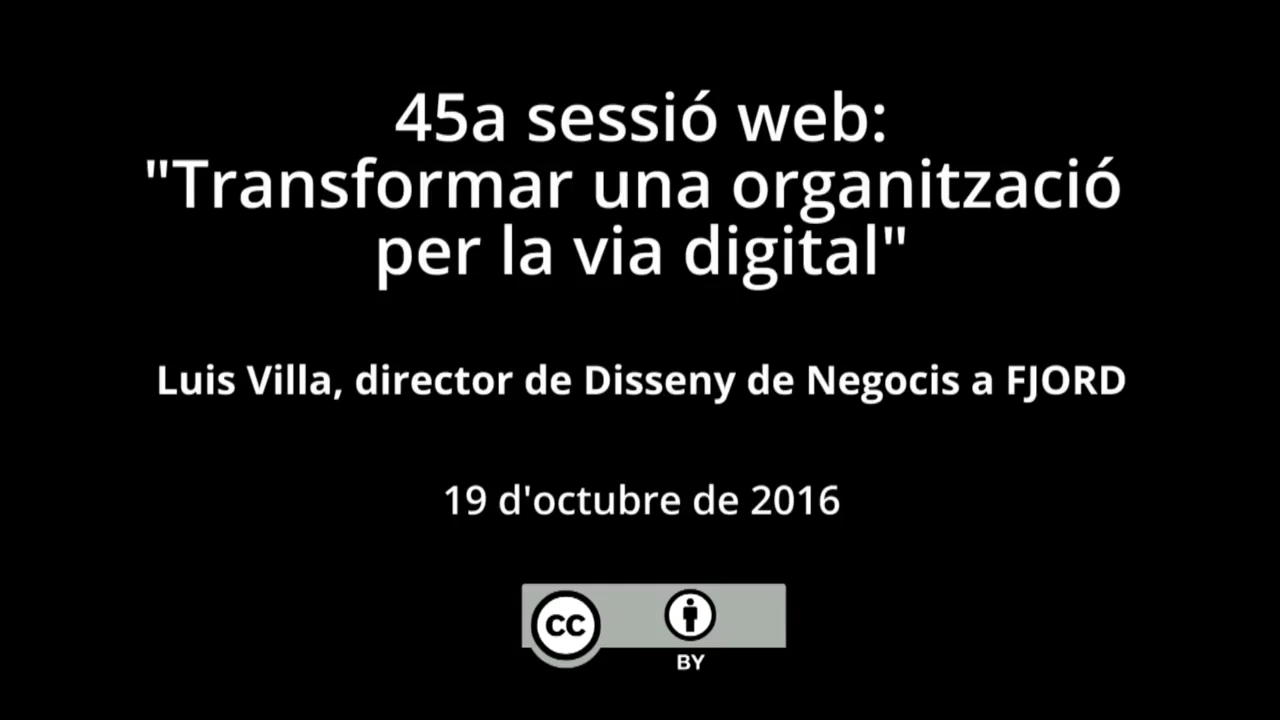 45a sessió web:
"Transformar una organització
per la via digital"
Luis Villa, director de Disseny de Negocis a FJORD
19 d'octubre de 2016
CC
BY